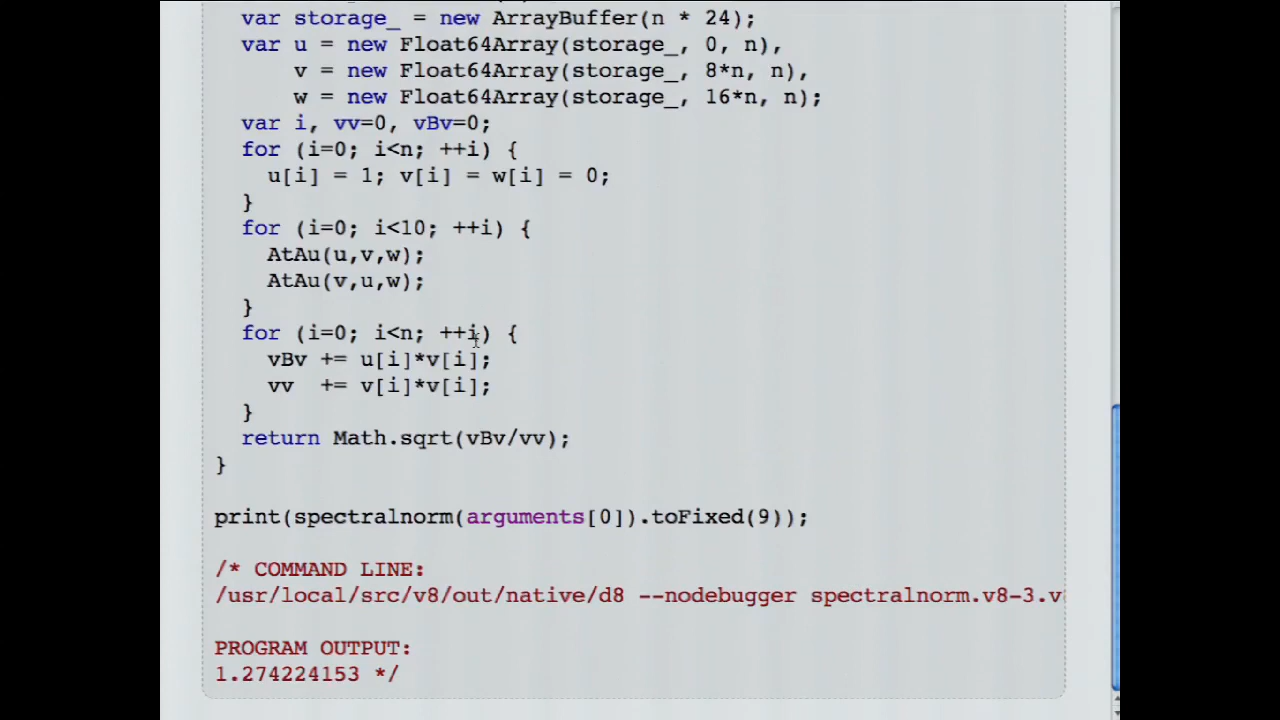 var storage_ = new ArrayBuffer(n * 24);
var u = new Float64Array(storage_, 0, n),
v = new Float64Array(storage_, 8*n, n),
w = new Float64Array(storage_, 16*n, n);
var i, vv=0, vBv=0;
for (i=0; i<n; ++i) {
u[i] = 1; v[i] = w[i] = 0;
}
for (i=0; i<10; ++i) {
AtAu(u,v,w);
AtAu(v,u,w);
}
for (i=0; i<n; ++i) {
vBv += u[i]*v[i];
vv  += v[i]*v[i];
}
return Math.sqrt(vBv/vv);
}
print(spectralnorm(arguments[0]).toFixed(9));
/* COMMAND LINE:
/usr/local/src/v8/out/native/d8 --nodebugger spectralnorm.v8-3.v
PROGRAM OUTPUT:
1.274224153 */